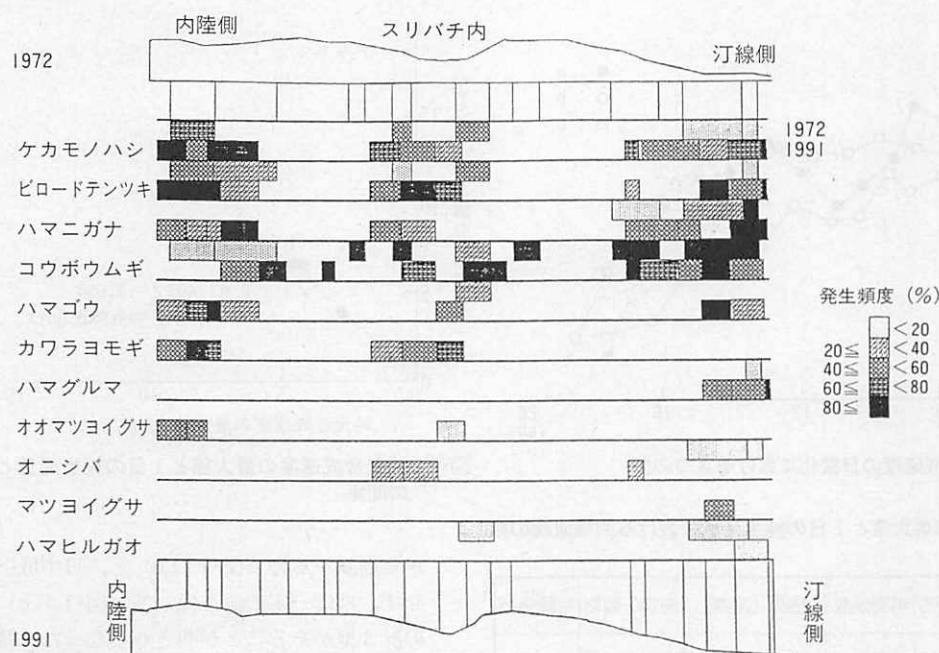 内陸側
スリバチ内
汀線側
1972
1972
1991
ケカモノハシ
ビロードテンツキ
ハマニガナ
コウボウムギ
ハマゴウ
カワラヨモギ
ハマグルマ
オオマツヨイグサ
オニシバ
マツヨイグサ
ハマヒルガオ
発生頻度 (%)
<20
20≦ <40
40≦ <60
60≦ <80
80≦
内陸側
汀線側
1991